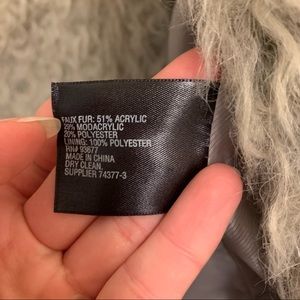 FAUX FUR: 51% ACRYLIC
29% MODACRYLIC
20% POLYESTER
LINING: 100% POLYESTER
RN# 93677
MADE IN CHINA
DRY CLEAN
SUPPLIER 74377-3